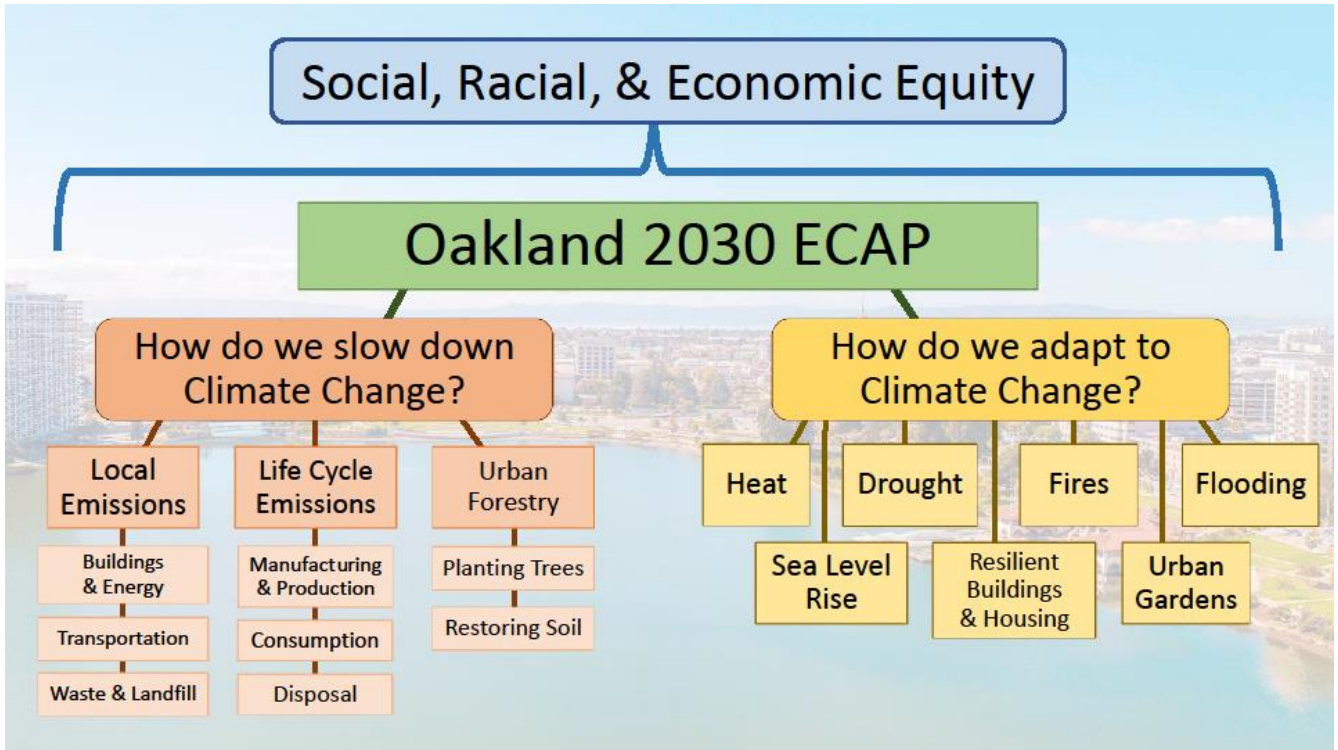 Social, Racial, & Economic Equity
Oakland 2030 ECAP
How do we slow down
Climate Change?
Local
Emissions
Buildings
& Energy
Transportation
Waste & Landfill
Life Cycle
Emissions
Manufacturing
& Production
Consumption
Disposal
Urban
Forestry
Planting Trees
Restoring Soil
How do we adapt to
Climate Change?
Heat
Drought
Fires
Flooding
Sea Level
Rise
Resilient
Buildings
& Housing
Urban
Gardens